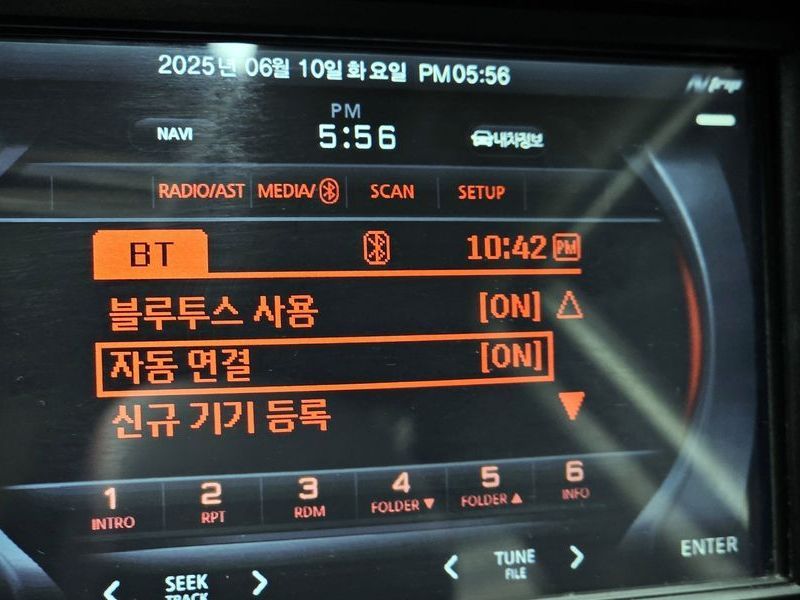 2025년 06월 10일 화요일 PM05:56
PM
NAVI 5:56 내차정보
RADIO/AST MEDIA/ SCAN SETUP
BT 10:42 PM
블루투스 사용 [ON]
자동 연결 [ON]
신규 기기 등록
1 2 3 4 5 6
INTRO RPT RDM FOLDER▼ FOLDER▲ INFO
SEEK TUNE ENTER
TRACK FILE